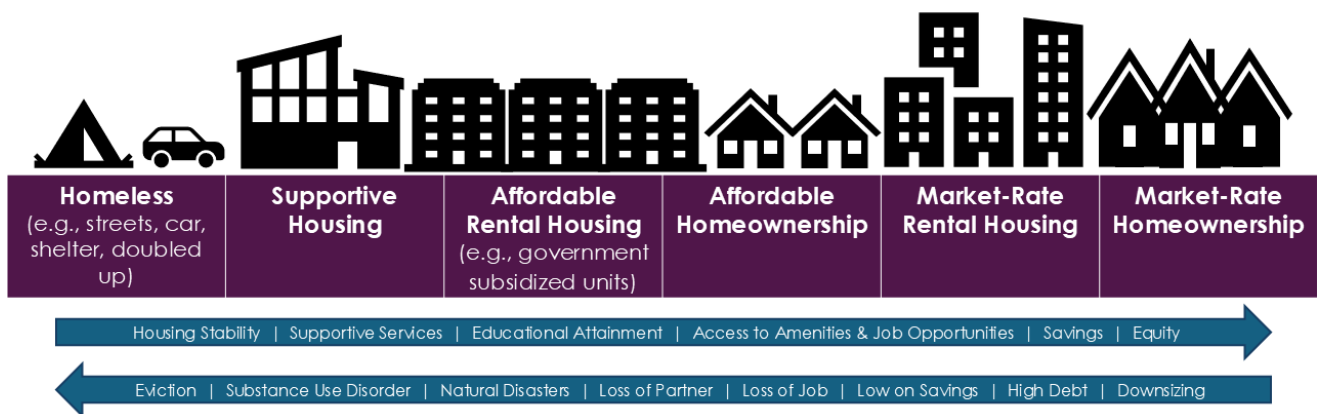 Homeless
(e.g., streets, car,
shelter, doubled
up)
Supportive
Housing
Affordable
Rental Housing
(e.g., government
subsidized units)
Affordable
Homeownership
Market-Rate
Rental Housing
Market-Rate
Homeownership
Housing Stability | Supportive Services | Educational Attainment | Access to Amenities & Job Opportunities | Savings | Equity
Eviction | Substance Use Disorder | Natural Disasters | Loss of Partner | Loss of Job | Low on Savings | High Debt | Downsizing